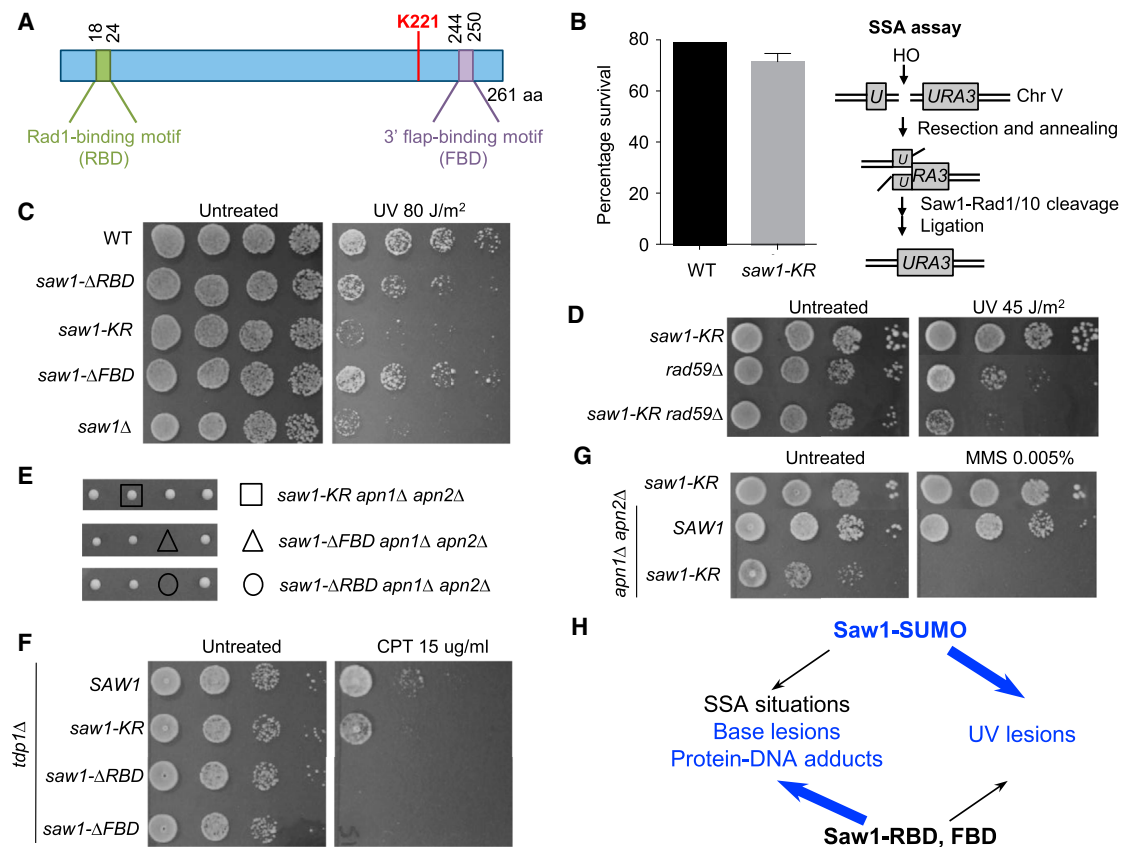 A
18
24
K221
244
250
261 aa
Rad1-binding motif
(RBD)
3' flap-binding motif
(FBD)
B
Percentage survival
80
60
40
20
0
WT
saw1-KR
SSA assay
HO
U
URA3
Chr V
Resection and annealing
U
U
RA3
Saw1-Rad1/10 cleavage
Ligation
URA3
C
Untreated
UV 80 J/m²
WT
saw1-ΔRBD
saw1-KR
saw1-ΔFBD
saw1Δ
D
Untreated
UV 45 J/m²
saw1-KR
rad59Δ
saw1-KR rad59Δ
E
saw1-KR apn1Δ apn2Δ
saw1-ΔFBD apn1Δ apn2Δ
saw1-ΔRBD apn1Δ apn2Δ
F
Untreated
CPT 15 ug/ml
tdp1Δ
SAW1
saw1-KR
saw1-ΔRBD
saw1-ΔFBD
G
Untreated
MMS 0.005%
saw1-KR
apn1Δ apn2Δ
SAW1
saw1-KR
H
Saw1-SUMO
SSA situations
Base lesions
Protein-DNA adducts
UV lesions
Saw1-RBD, FBD